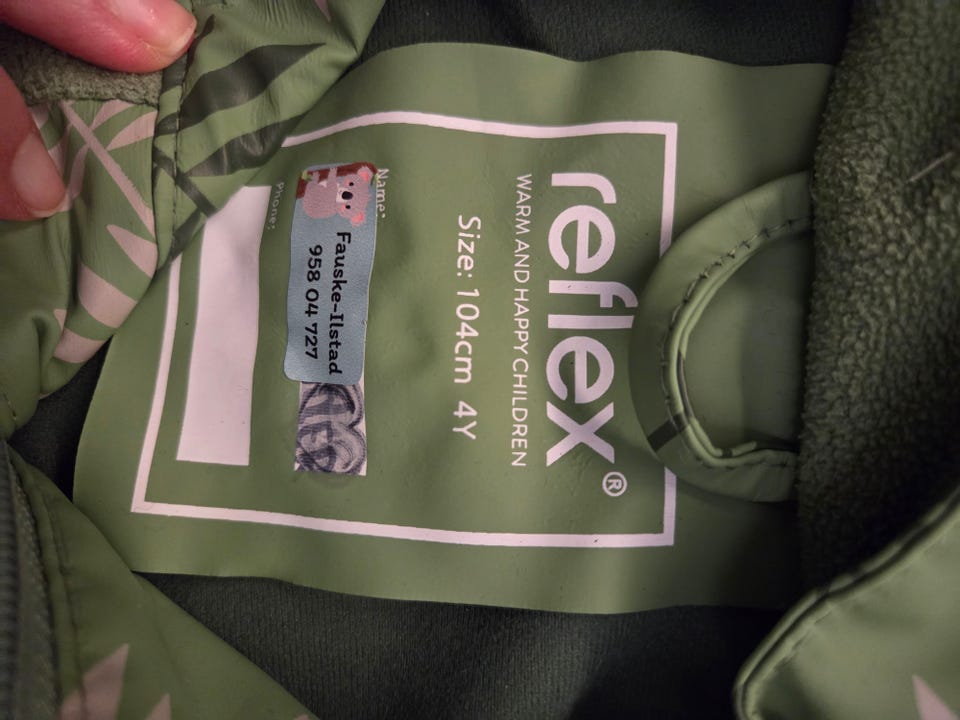 reflex®
WARM AND HAPPY CHILDREN
Size: 104cm 4Y
Name:
Fauske-Ilstad
958 04 727
Phone: